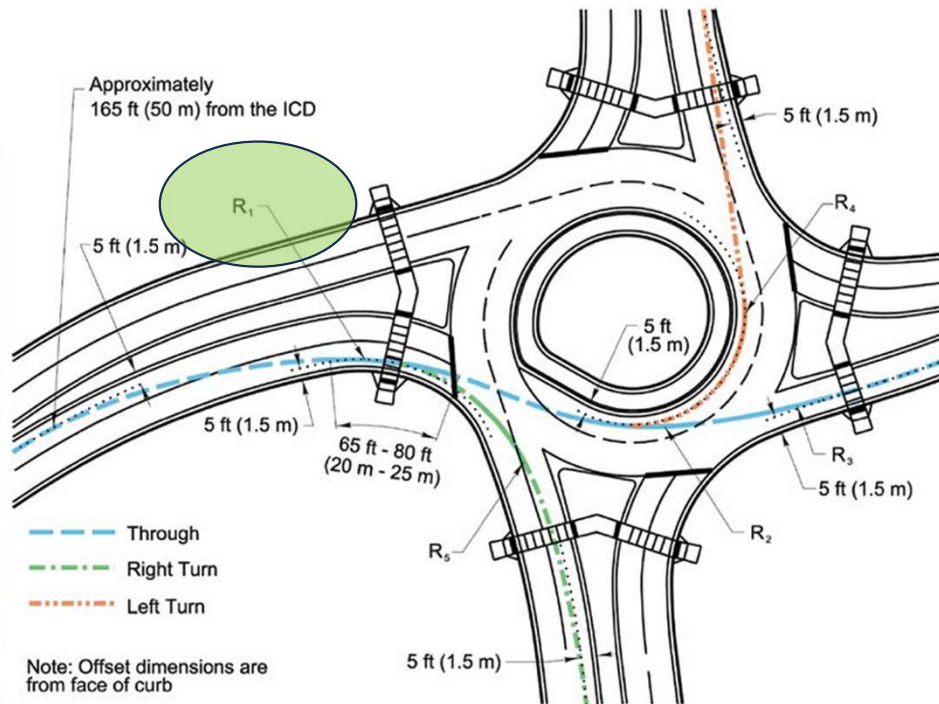 Approximately
165 ft (50 m) from the ICD
5 ft (1.5 m)
R₁
R₄
5 ft (1.5 m)
5 ft
(1.5 m)
5 ft (1.5 m)
65 ft - 80 ft
(20 m - 25 m)
R₃
5 ft (1.5 m)
R₂
R₅
Through
Right Turn
Left Turn
5 ft (1.5 m)
Note: Offset dimensions are
from face of curb